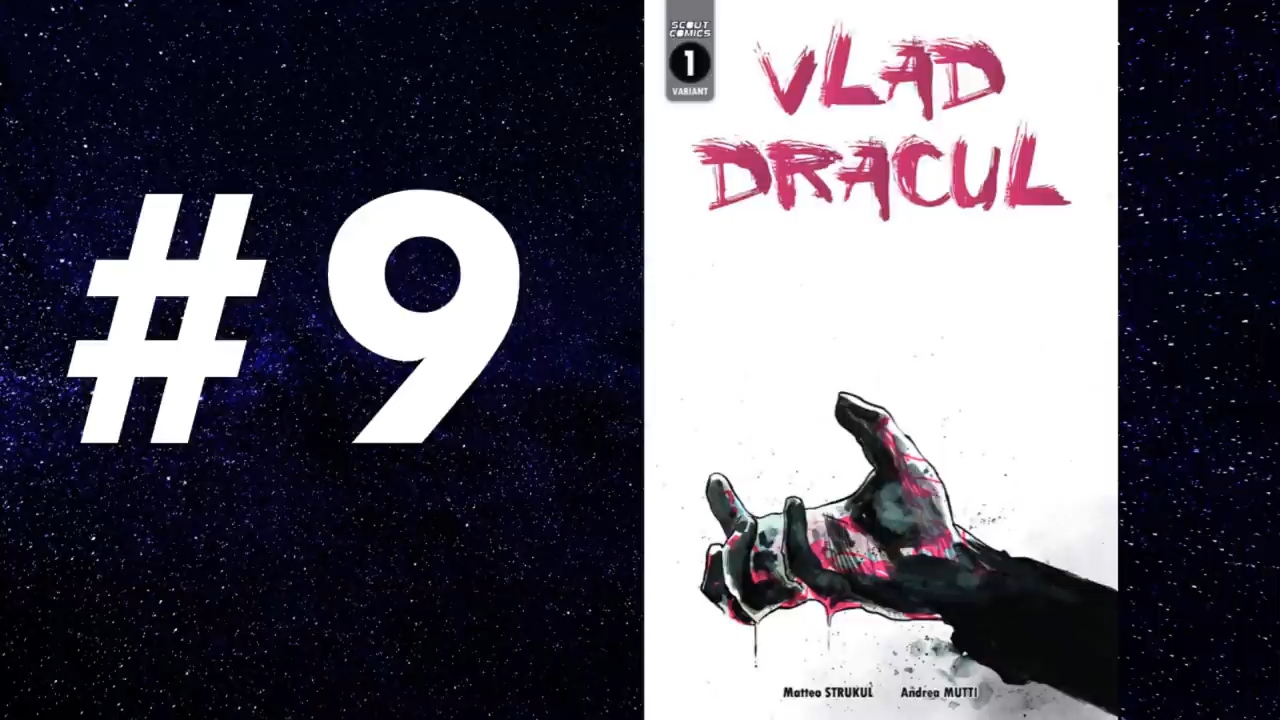 #9
SCOUT
COMICS
1
VARIANT
VLAD
DRACUL
Matteo STRUKUL Andrea MUTTI